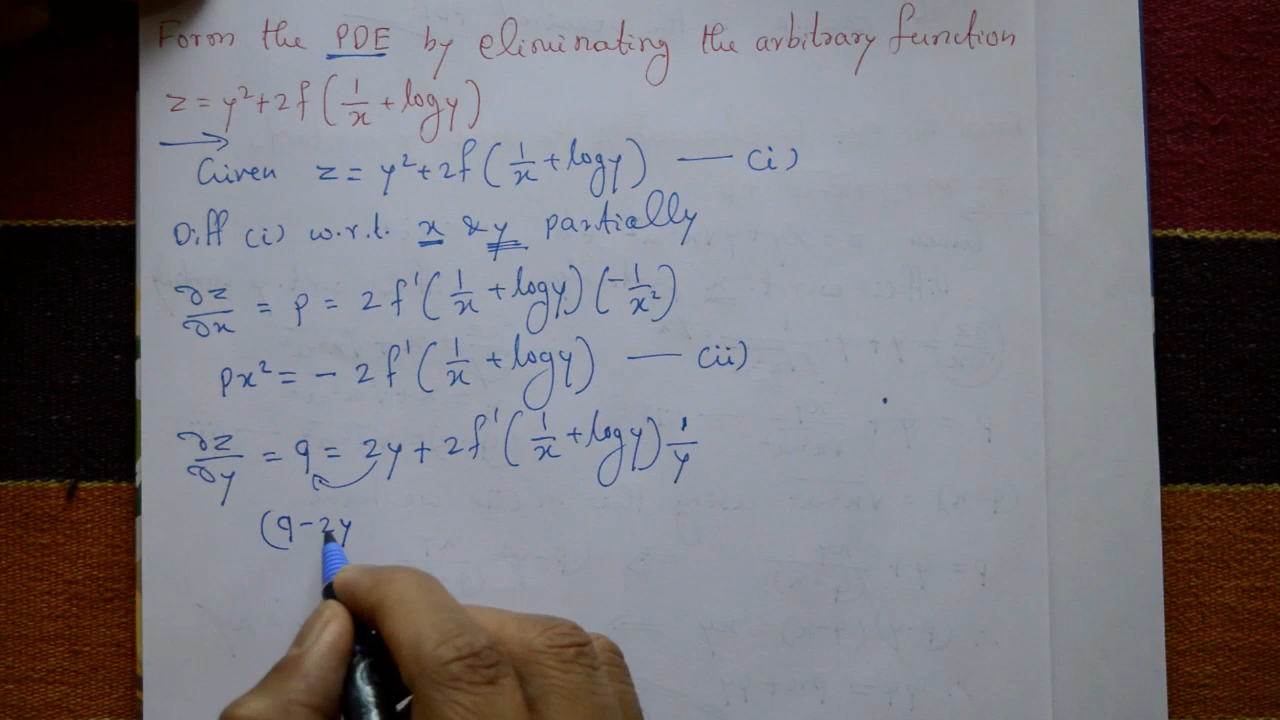 Form the PDE by eliminating the arbitrary function
z = y² + 2f (1/x + log y)
→ Given z = y² + 2f (1/x + log y) — (i)
Diff (i) w.r.t. x & y partially
∂z/∂x = p = 2f'(1/x + log y) (-1/x²)
px² = - 2f'(1/x + log y) — (ii)
∂z/∂y = q = 2y + 2f'(1/x + log y) 1/y
(q - 2y